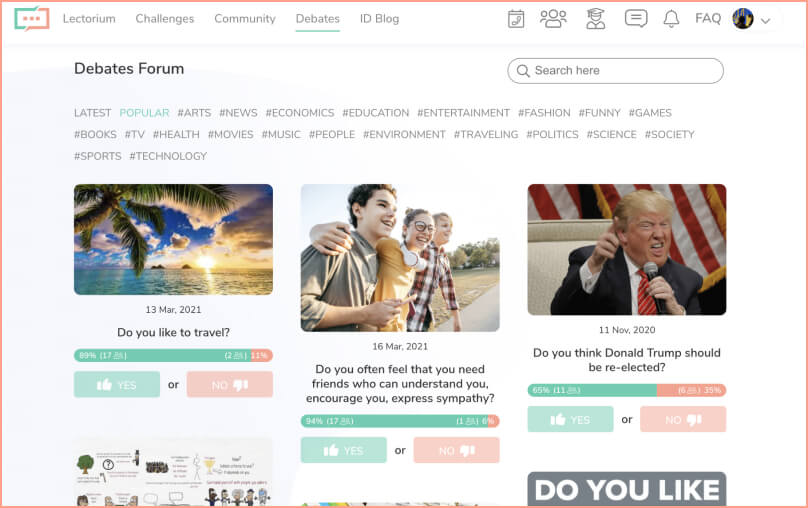 Lectorium Challenges Community Debates ID Blog FAQ
Debates Forum
Search here
LATEST POPULAR #ARTS #NEWS #ECONOMICS #EDUCATION #ENTERTAINMENT #FASHION #FUNNY #GAMES
#BOOKS #TV #HEALTH #MOVIES #MUSIC #PEOPLE #ENVIRONMENT #TRAVELING #POLITICS #SCIENCE #SOCIETY
#SPORTS #TECHNOLOGY
13 Mar, 2021
Do you like to travel?
89% (17) (2) 11%
YES or NO
16 Mar, 2021
Do you often feel that you need
friends who can understand you,
encourage you, express sympathy?
94% (17) (1) 6%
YES or NO
11 Nov, 2020
Do you think Donald Trump should
be re-elected?
65% (11) (6) 35%
YES or NO
DO YOU LIKE